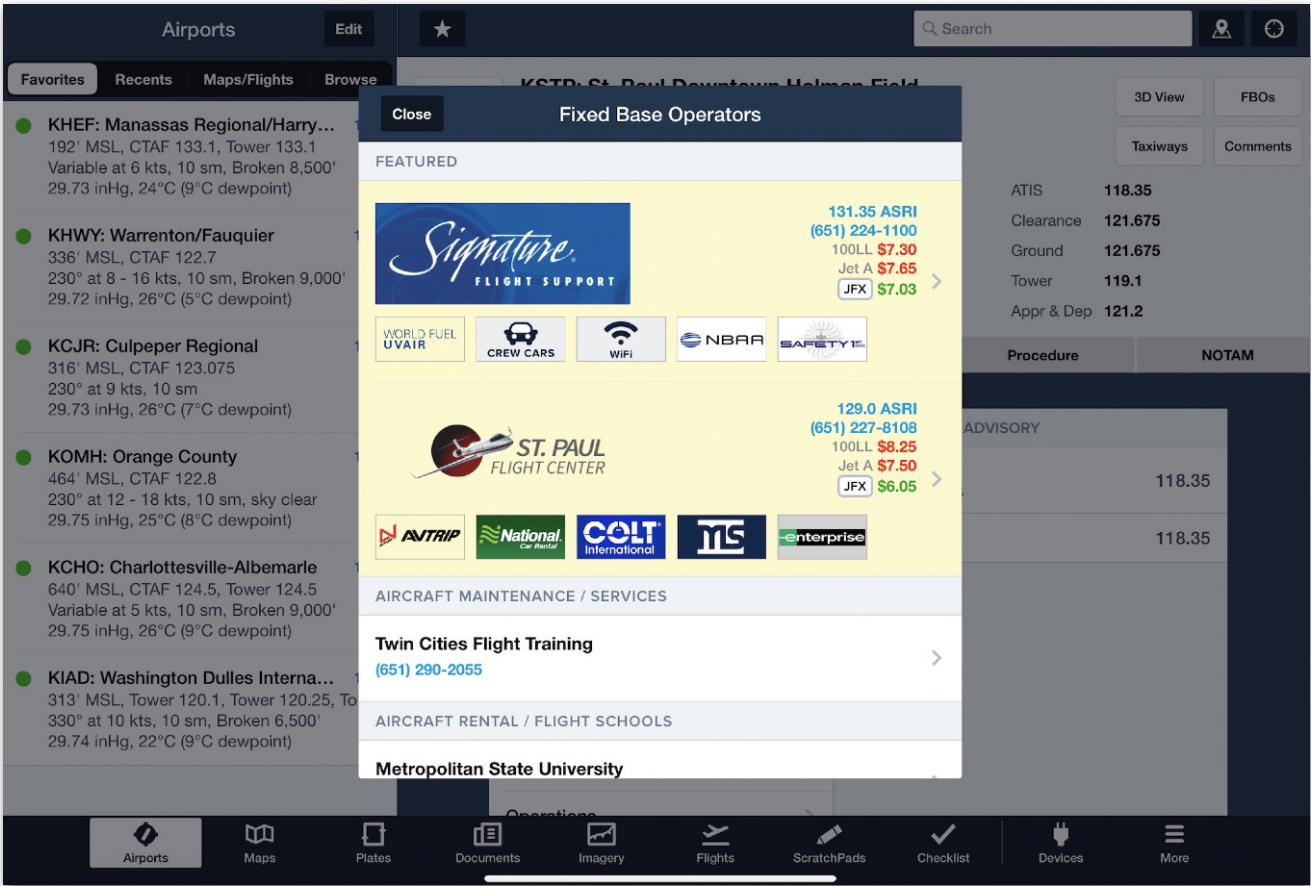 Airports
Edit
★
Search
Favorites
Recents
Maps/Flights
Browse
KHEF: Manassas Regional/Harry…
192' MSL, CTAF 133.1, Tower 133.1
Variable at 6 kts, 10 sm, Broken 8,500'
29.73 inHg, 24°C (9°C dewpoint)
KHWY: Warrenton/Fauquier
336' MSL, CTAF 122.7
230° at 8 - 16 kts, 10 sm, Broken 9,000'
29.72 inHg, 26°C (5°C dewpoint)
KCJR: Culpeper Regional
316' MSL, CTAF 123.075
230° at 9 kts, 10 sm
29.73 inHg, 26°C (7°C dewpoint)
KOMH: Orange County
464' MSL, CTAF 122.8
230° at 12 - 18 kts, 10 sm, sky clear
29.75 inHg, 25°C (8°C dewpoint)
KCHO: Charlottesville-Albemarle
640' MSL, CTAF 124.5, Tower 124.5
Variable at 5 kts, 10 sm, Broken 9,000'
29.75 inHg, 26°C (9°C dewpoint)
KIAD: Washington Dulles Interna…
313' MSL, Tower 120.1, Tower 120.25, To
330° at 10 kts, 10 sm, Broken 6,500'
29.74 inHg, 22°C (9°C dewpoint)
KSTP: St. Paul Downtown Holman Field
3D View
FBOs
Taxiways
Comments
ATIS 118.35
Clearance 121.675
Ground 121.675
Tower 119.1
Appr & Dep 121.2
Procedure
NOTAM
ADVISORY
118.35
118.35
Operations
Close
Fixed Base Operators
FEATURED
Signature
FLIGHT SUPPORT
131.35 ASRI
(651) 224-1100
100LL $7.30
Jet A $7.65
JFX $7.03
WORLD FUEL
UVAIR
CREW CARS
WiFi
NBAA
SAFETY 1st
ST. PAUL
FLIGHT CENTER
129.0 ASRI
(651) 227-8108
100LL $8.25
Jet A $7.50
JFX $6.05
AVTRIP
National
Car Rental
COLT
International
MS
enterprise
AIRCRAFT MAINTENANCE / SERVICES
Twin Cities Flight Training
(651) 290-2055
AIRCRAFT RENTAL / FLIGHT SCHOOLS
Metropolitan State University
Airports
Maps
Plates
Documents
Imagery
Flights
ScratchPads
Checklist
Devices
More